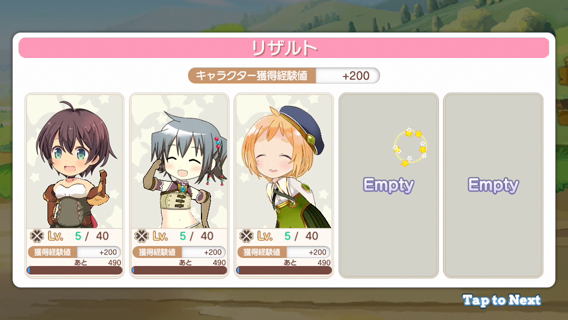 リザルト
キャラクター獲得経験値 +200
Empty Empty
Lv. 5 / 40 Lv. 5 / 40 Lv. 5 / 40
獲得経験値 +200 獲得経験値 +200 獲得経験値 +200
あと 490 あと 490 あと 490
Tap to Next